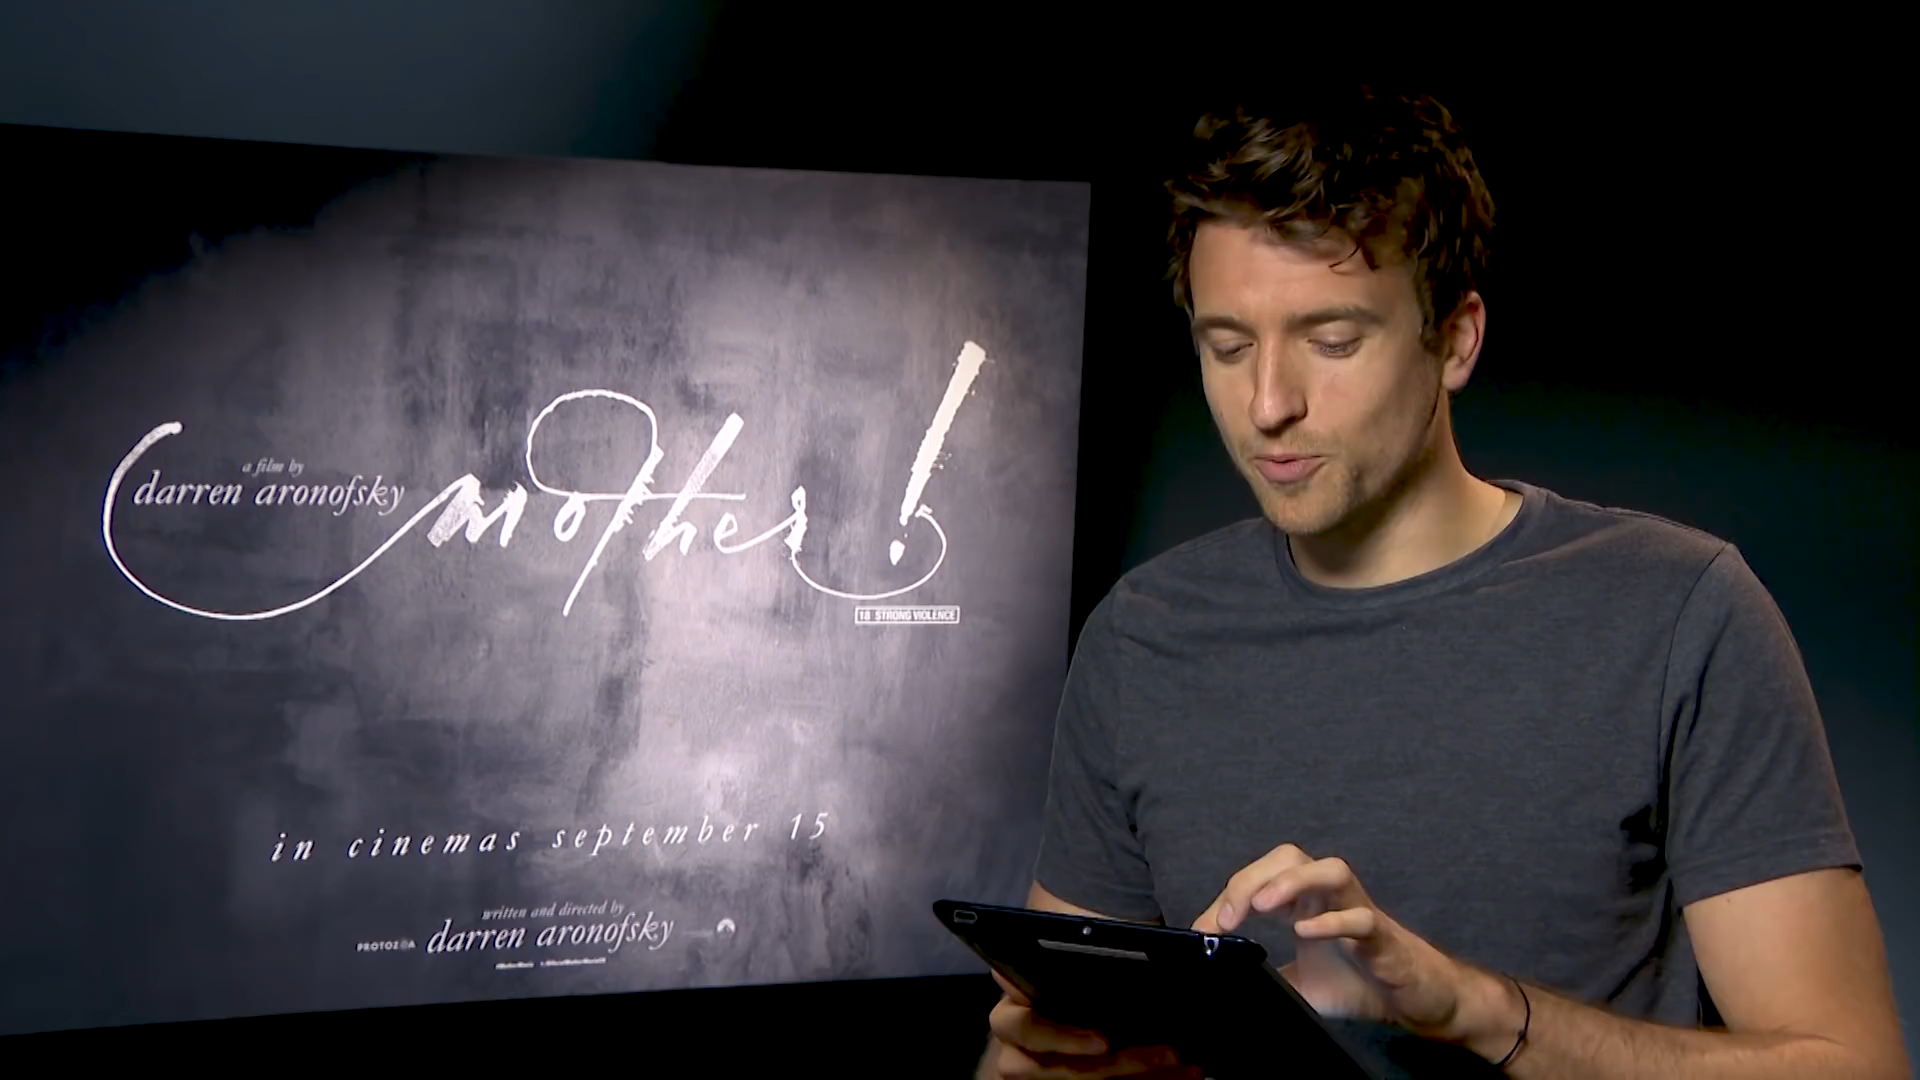 a film by
darren aronofsky
mother!
18 STRONG VIOLENCE
in cinemas september 15
written and directed by
PROTOZOA darren aronofsky